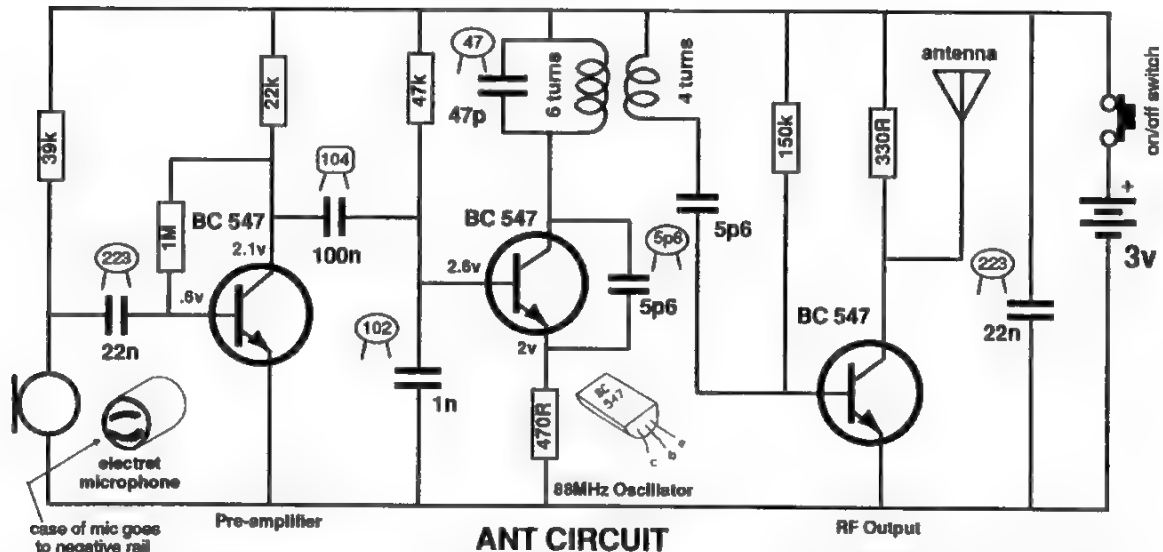 39k
223
22n
1M
.6v
BC 547
2.1v
22k
104
100n
47k
102
1n
47
47p
6 turns
4 turns
BC 547
2.6v
2v
5p6
5p6
5p6
470R
BC
547
c b e
150k
330R
BC 547
antenna
223
22n
on/off switch
+
3v
electret
microphone
case of mic goes
to negative rail
Pre-amplifier
88MHz Oscillator
RF Output
ANT CIRCUIT